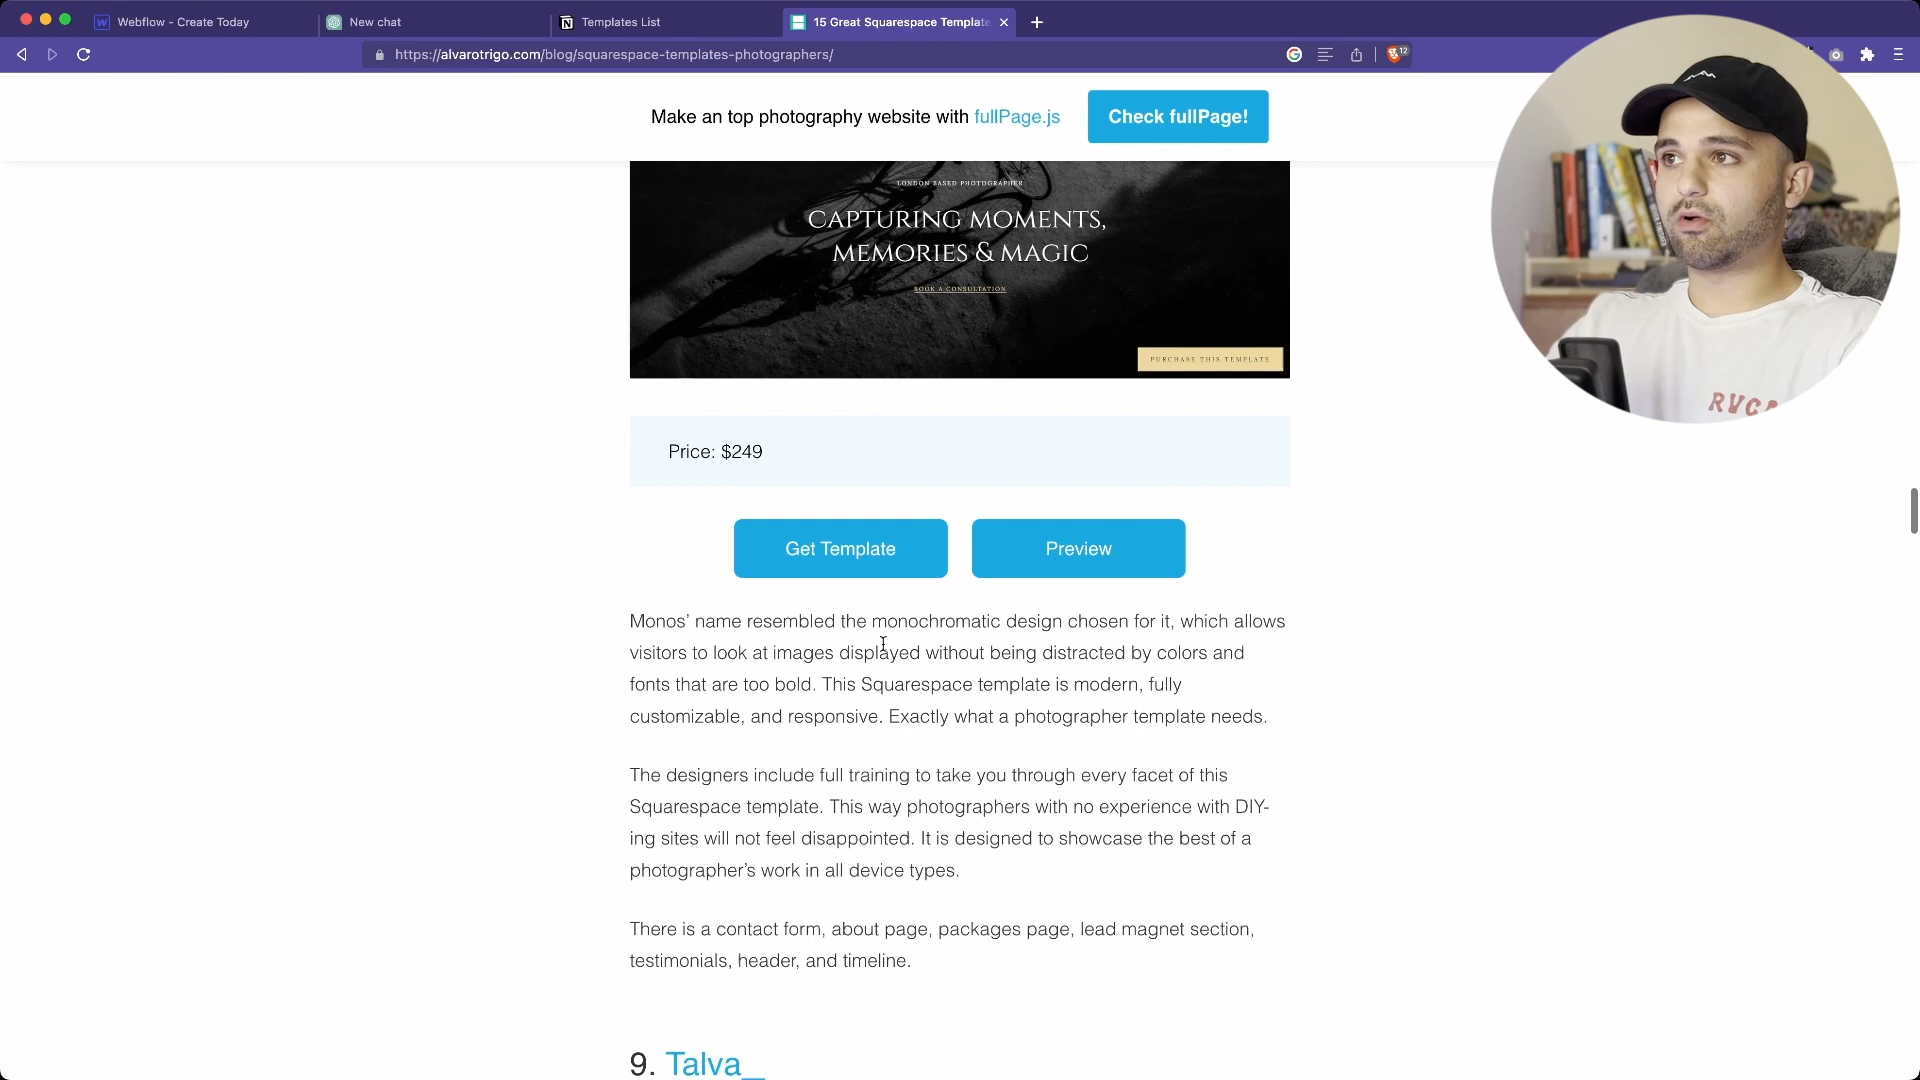 Webflow - Create Today
New chat
Templates List
15 Great Squarespace Template
https://alvarotrigo.com/blog/squarespace-templates-photographers/
12
Make an top photography website with fullPage.js
Check fullPage!
LONDON BASED PHOTOGRAPHER
CAPTURING MOMENTS,
MEMORIES & MAGIC
BOOK A CONSULTATION
PURCHASE THIS TEMPLATE
RVCA
Price: $249
Get Template
Preview
Monos’ name resembled the monochromatic design chosen for it, which allows
visitors to look at images displayed without being distracted by colors and
fonts that are too bold. This Squarespace template is modern, fully
customizable, and responsive. Exactly what a photographer template needs.
The designers include full training to take you through every facet of this
Squarespace template. This way photographers with no experience with DIY-
ing sites will not feel disappointed. It is designed to showcase the best of a
photographer’s work in all device types.
There is a contact form, about page, packages page, lead magnet section,
testimonials, header, and timeline.
9. Talva_